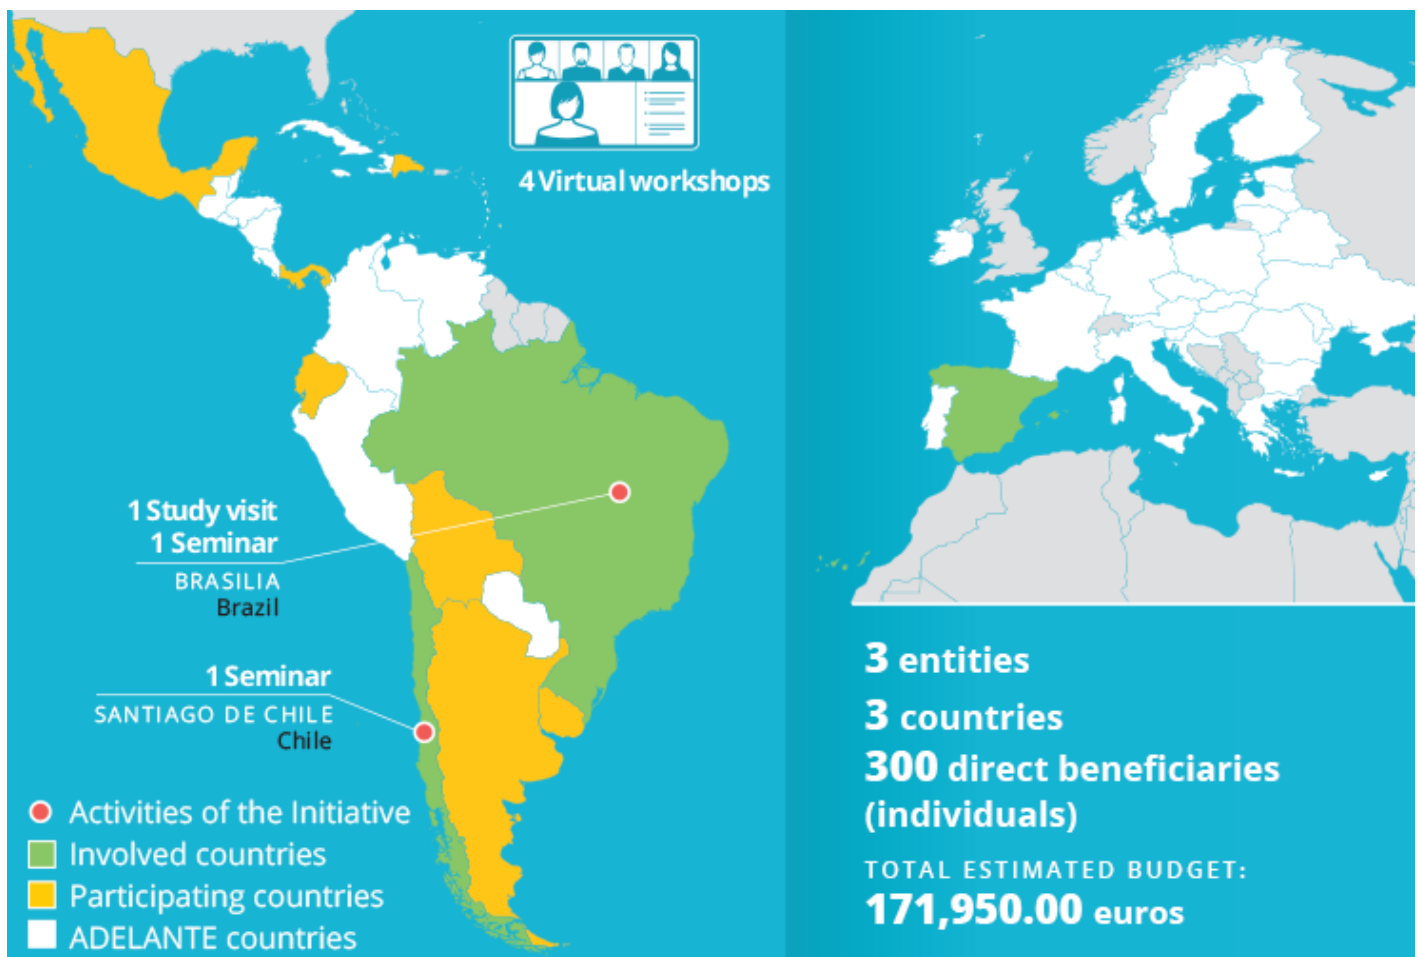 4 Virtual workshops
1 Study visit
1 Seminar
BRASILIA
Brazil
1 Seminar
SANTIAGO DE CHILE
Chile
Activities of the Initiative
Involved countries
Participating countries
ADELANTE countries
3 entities
3 countries
300 direct beneficiaries
(individuals)
TOTAL ESTIMATED BUDGET:
171,950.00 euros